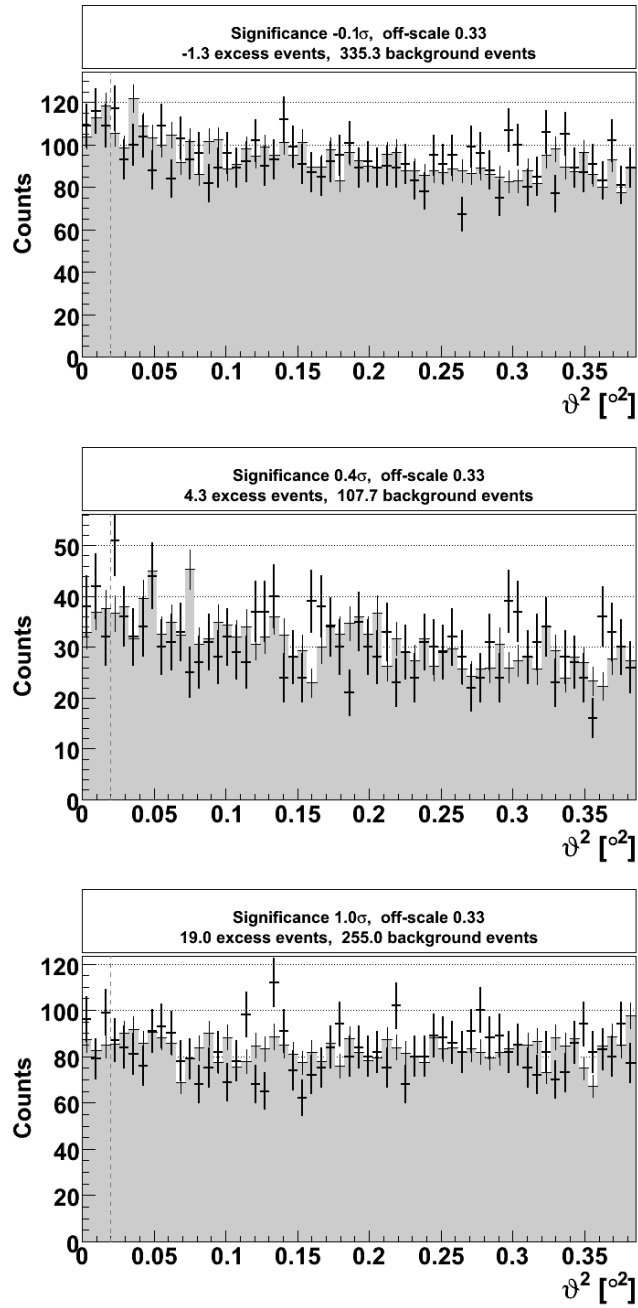 Significance -0.1σ, off-scale 0.33
-1.3 excess events, 335.3 background events
120
100
80
60
40
20
0
Counts
0 0.05 0.1 0.15 0.2 0.25 0.3 0.35
ϑ² [°²]
Significance 0.4σ, off-scale 0.33
4.3 excess events, 107.7 background events
50
40
30
20
10
0
Counts
0 0.05 0.1 0.15 0.2 0.25 0.3 0.35
ϑ² [°²]
Significance 1.0σ, off-scale 0.33
19.0 excess events, 255.0 background events
120
100
80
60
40
20
0
Counts
0 0.05 0.1 0.15 0.2 0.25 0.3 0.35
ϑ² [°²]